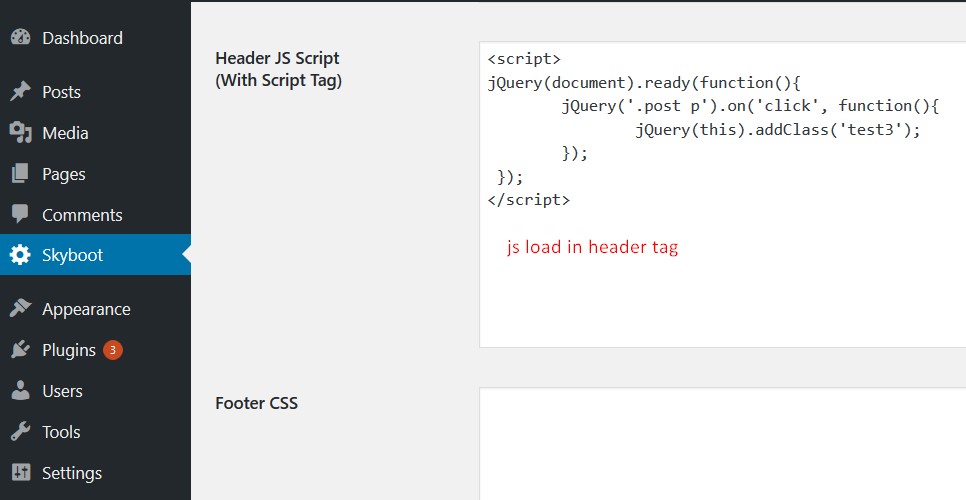 Dashboard
Posts
Media
Pages
Comments
Skyboot
Appearance
Plugins 3
Users
Tools
Settings
Header JS Script
(With Script Tag)
<script>
jQuery(document).ready(function(){
jQuery('.post p').on('click', function(){
jQuery(this).addClass('test3');
});
});
</script>
js load in header tag
Footer CSS